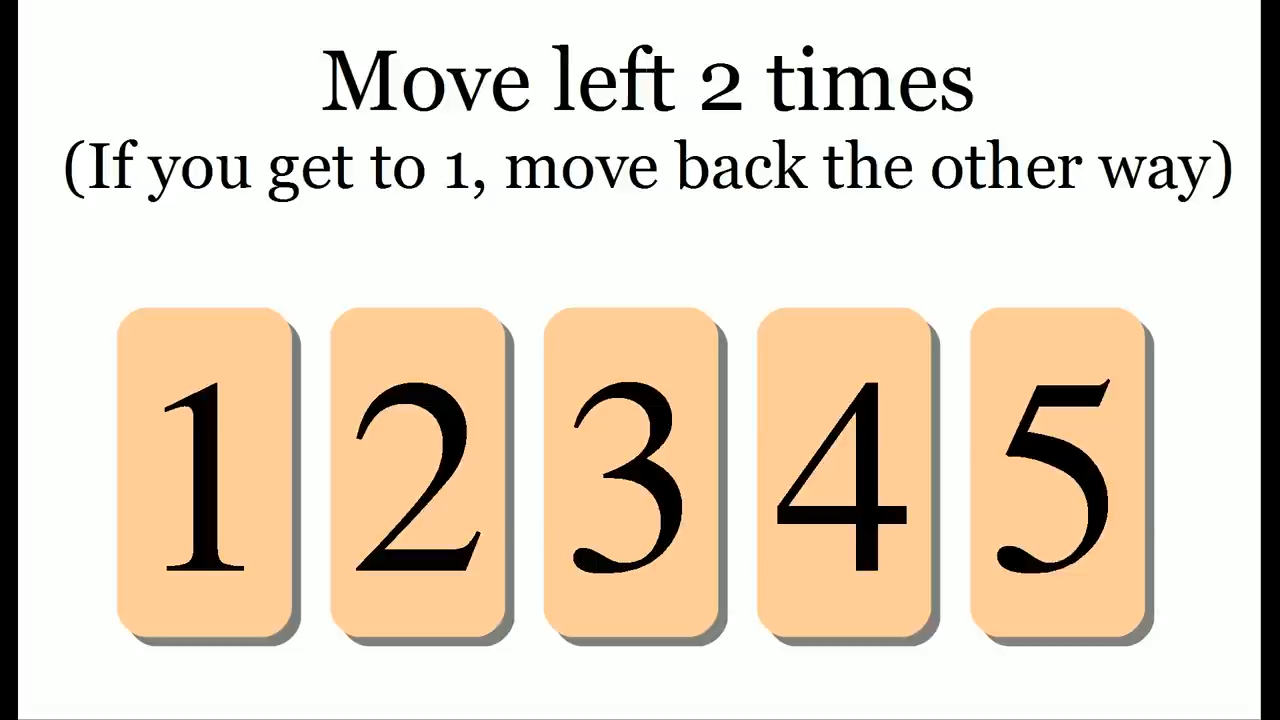 Move left 2 times
(If you get to 1, move back the other way)
1 2 3 4 5